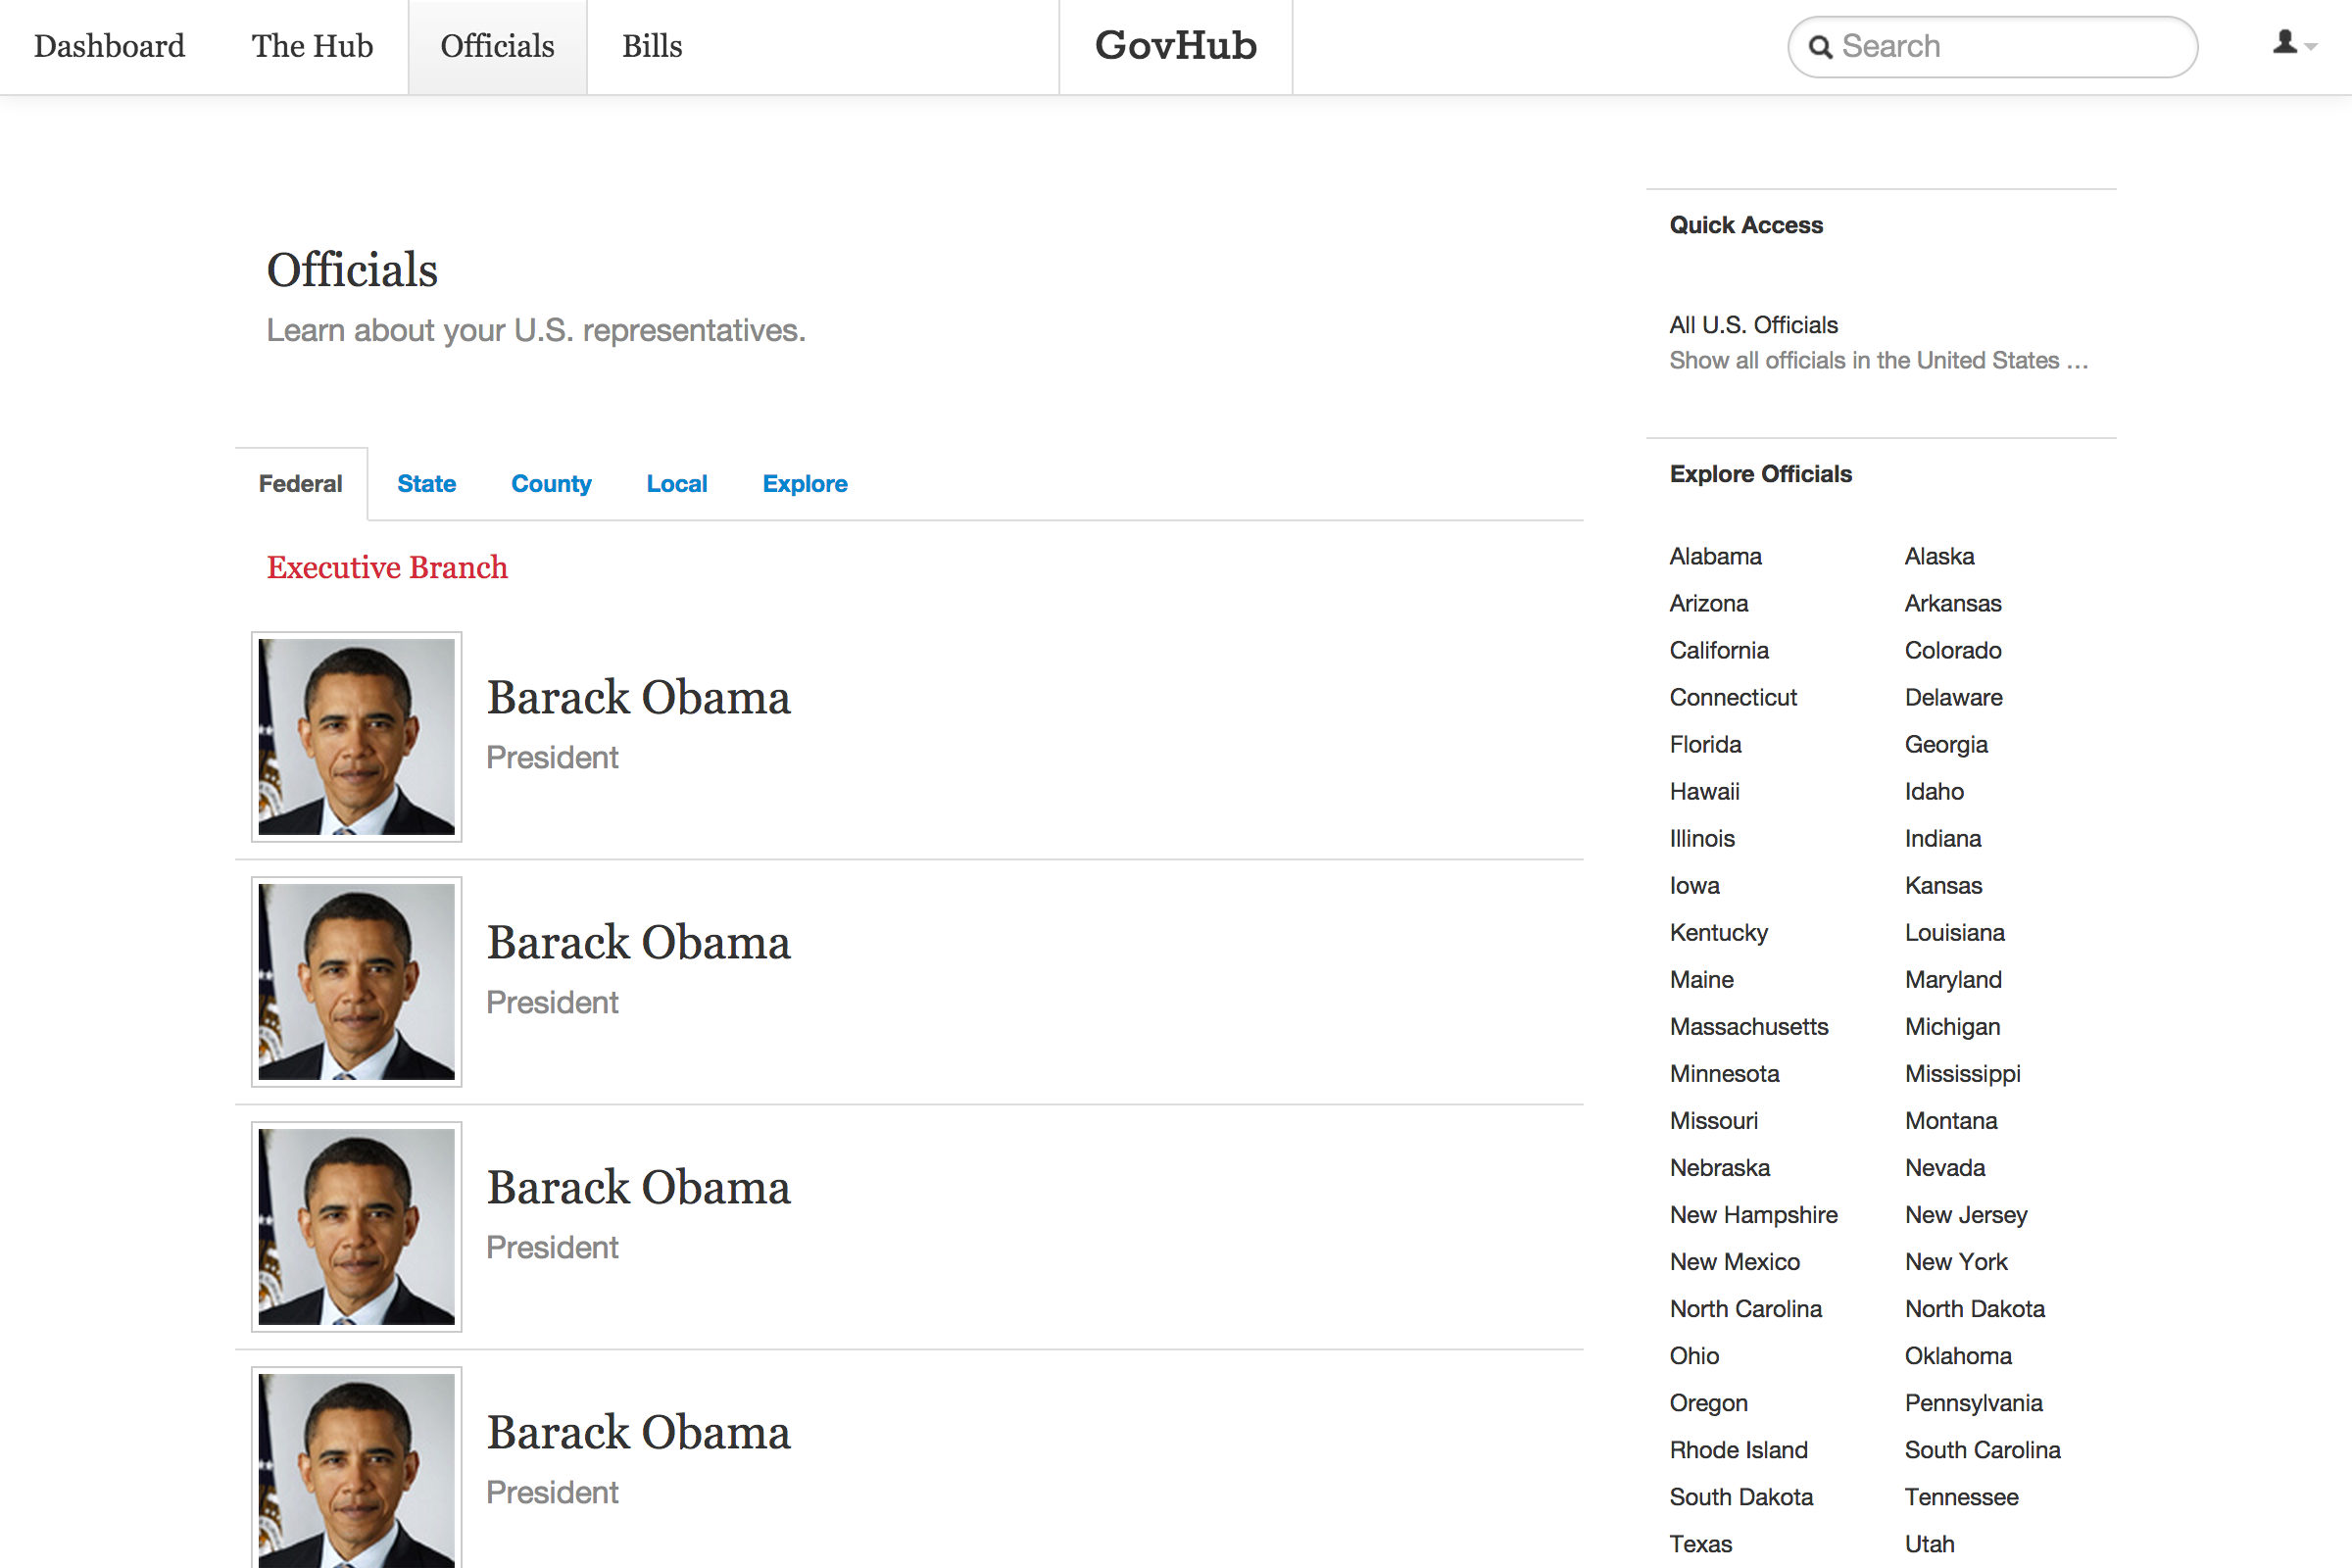 Dashboard
The Hub
Officials
Bills
GovHub
Search
Officials
Learn about your U.S. representatives.
Federal
State
County
Local
Explore
Executive Branch
Barack Obama
President
Barack Obama
President
Barack Obama
President
Barack Obama
President
Quick Access
All U.S. Officials
Show all officials in the United States ...
Explore Officials
Alabama
Alaska
Arizona
Arkansas
California
Colorado
Connecticut
Delaware
Florida
Georgia
Hawaii
Idaho
Illinois
Indiana
Iowa
Kansas
Kentucky
Louisiana
Maine
Maryland
Massachusetts
Michigan
Minnesota
Mississippi
Missouri
Montana
Nebraska
Nevada
New Hampshire
New Jersey
New Mexico
New York
North Carolina
North Dakota
Ohio
Oklahoma
Oregon
Pennsylvania
Rhode Island
South Carolina
South Dakota
Tennessee
Texas
Utah